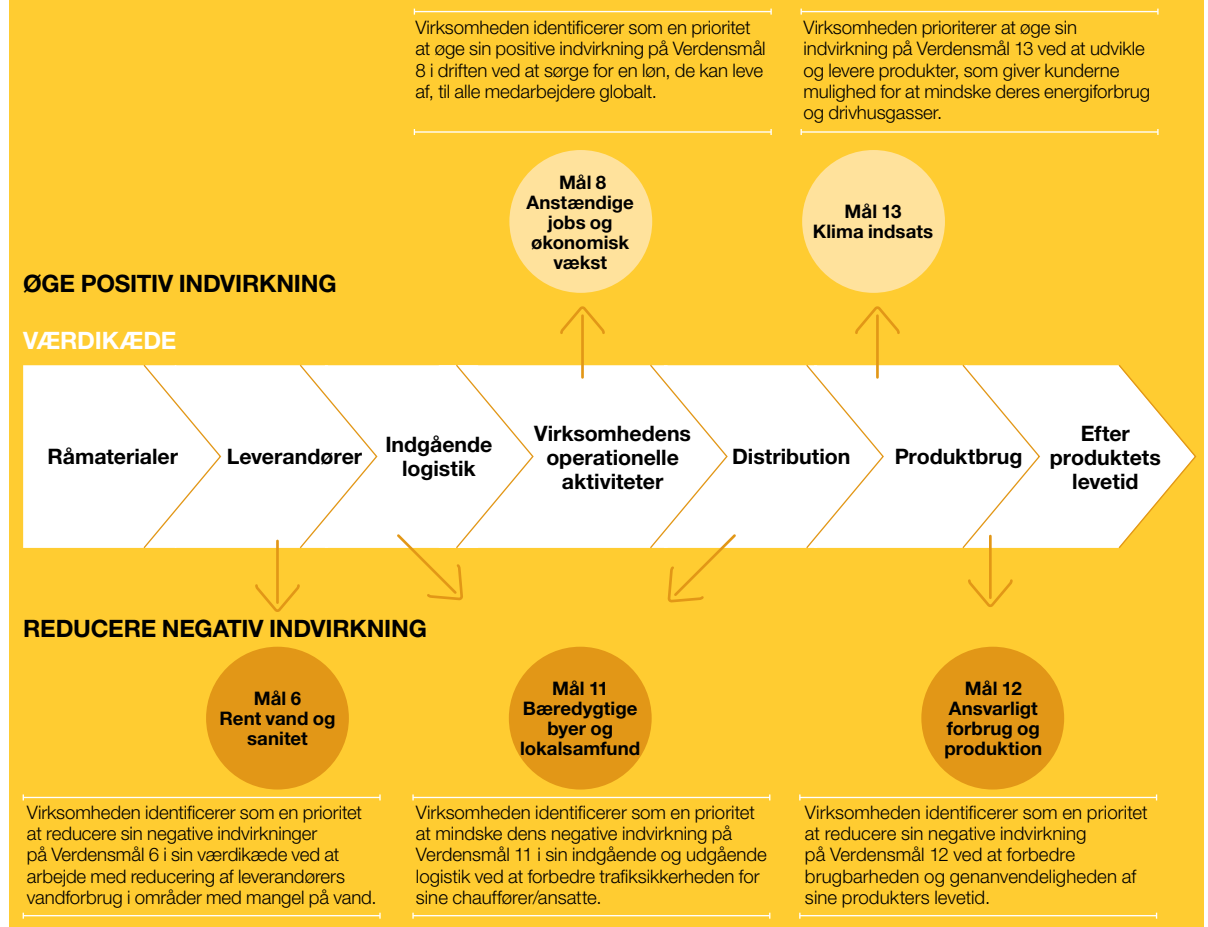 Virksomheden identificerer som en prioritet
at øge sin positive indvirkning på Verdensmål
8 i driften ved at sørge for en løn, de kan leve
af, til alle medarbejdere globalt.
Virksomheden prioriterer at øge sin
indvirkning på Verdensmål 13 ved at udvikle
og levere produkter, som giver kunderne
mulighed for at mindske deres energiforbrug
og drivhusgasser.
Mål 8
Anstændige
jobs og
økonomisk
vækst
Mål 13
Klima indsats
ØGE POSITIV INDVIRKNING
VÆRDIKÆDE
Råmaterialer
Leverandører
Indgående
logistik
Virksomhedens
operationelle
aktiviteter
Distribution
Produktbrug
Efter
produktets
levetid
REDUCERE NEGATIV INDVIRKNING
Mål 6
Rent vand og
sanitet
Mål 11
Bæredygtige
byer og
lokalsamfund
Mål 12
Ansvarligt
forbrug og
produktion
Virksomheden identificerer som en prioritet
at reducere sin negative indvirkninger
på Verdensmål 6 i sin værdikæde ved at
arbejde med reducering af leverandørers
vandforbrug i områder med mangel på vand.
Virksomheden identificerer som en prioritet
at mindske dens negative indvirkning på
Verdensmål 11 i sin indgående og udgående
logistik ved at forbedre trafiksikkerheden for
sine chauffører/ansatte.
Virksomheden identificerer som en prioritet
at reducere sin negative indvirkning
på Verdensmål 12 ved at forbedre
brugbarheden og genanvendeligheden af
sine produkters levetid.